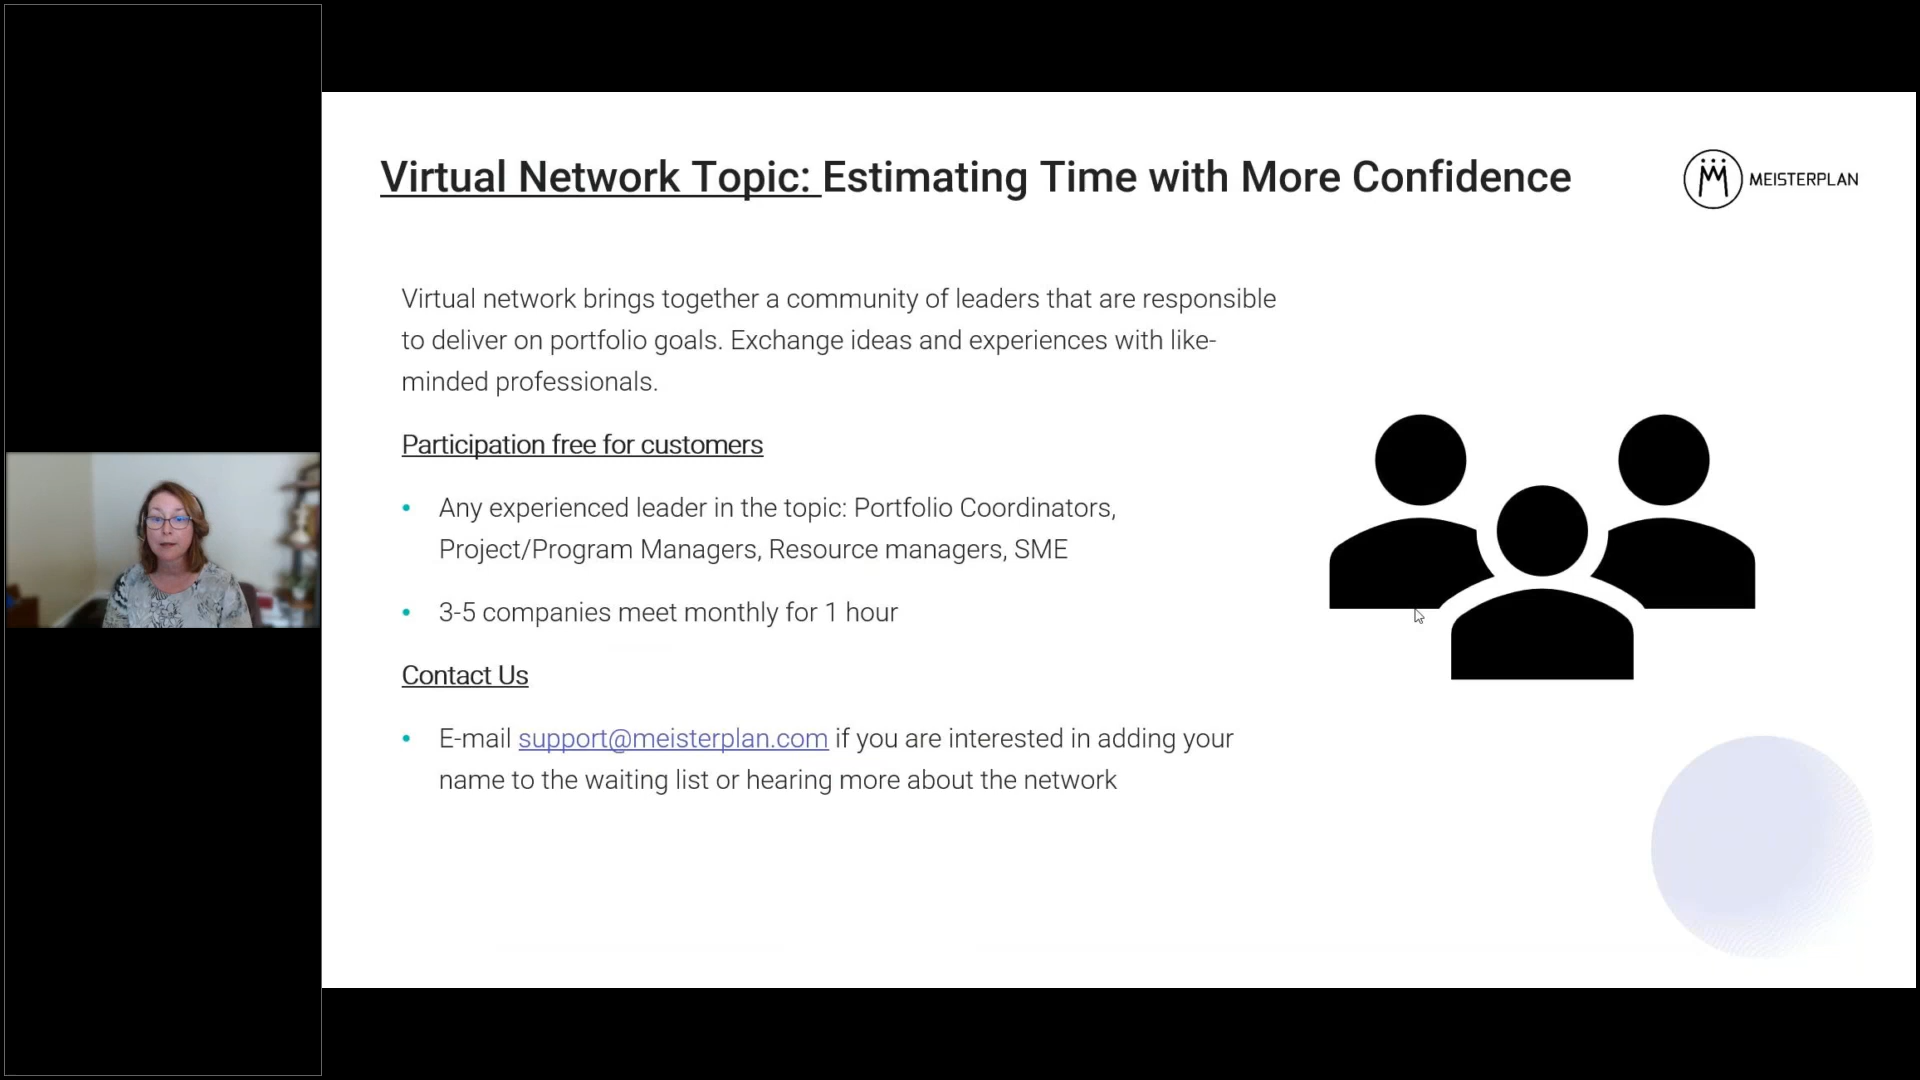 Virtual Network Topic: Estimating Time with More Confidence
MEISTERPLAN
Virtual network brings together a community of leaders that are responsible
to deliver on portfolio goals. Exchange ideas and experiences with like-
minded professionals.
Participation free for customers
• Any experienced leader in the topic: Portfolio Coordinators,
Project/Program Managers, Resource managers, SME
• 3-5 companies meet monthly for 1 hour
Contact Us
• E-mail support@meisterplan.com if you are interested in adding your
name to the waiting list or hearing more about the network